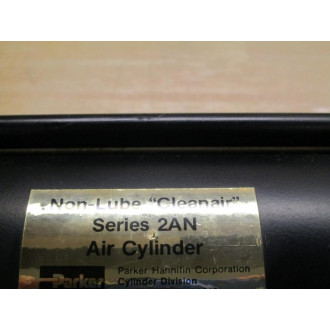 Non-Lube "Cleanair"
Series 2AN
Air Cylinder
Parker
Parker Hannifin Corporation
Cylinder Division